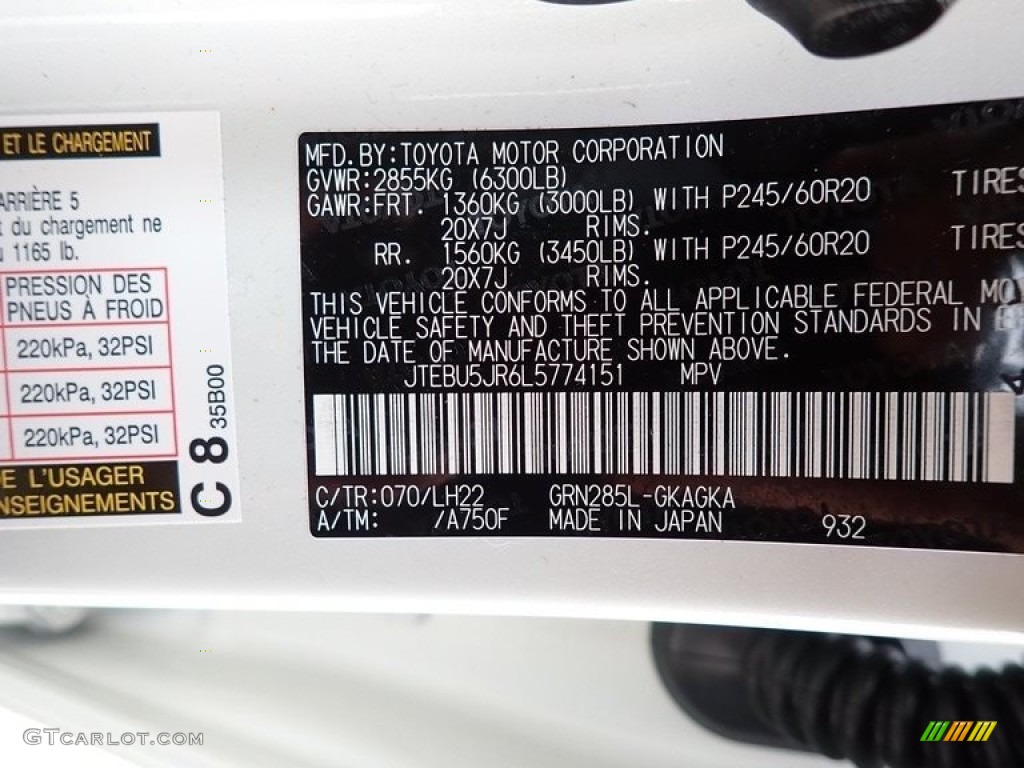 ET LE CHARGEMENT
ARRIÈRE 5
du chargement ne
1165 lb.
PRESSION DES
PNEUS À FROID
220kPa, 32PSI
220kPa, 32PSI
220kPa, 32PSI
DE L'USAGER
ENSEIGNEMENTS
C 8 35B00
MFD.BY:TOYOTA MOTOR CORPORATION
GVWR:2855KG (6300LB)
GAWR:FRT. 1360KG (3000LB) WITH P245/60R20 TIRES
20X7J RIMS.
RR. 1560KG (3450LB) WITH P245/60R20 TIRES
20X7J RIMS.
THIS VEHICLE CONFORMS TO ALL APPLICABLE FEDERAL MO
VEHICLE SAFETY AND THEFT PREVENTION STANDARDS IN
THE DATE OF MANUFACTURE SHOWN ABOVE.
JTEBU5JR6L5774151 MPV
C/TR:070/LH22 GRN285L-GKAGKA
A/TM: /A750F MADE IN JAPAN 932
GTCARLOT.COM